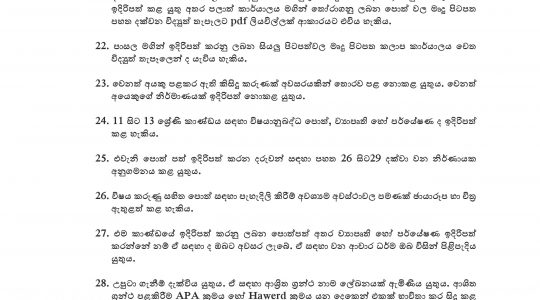 ඉදිරිපත් කළ යුතු අතර පලාත් කාර්යාලය මගින් තෝරාගනු ලබන පොත් වල මෘදු පිටපත
පහත දක්වන විද්‍යුත් තැපෑලට pdf ලියවිල්ලක් ආකාරයට එවිය හැකිය.
22. පාසල මගින් ඉදිරිපත් කරනු ලබන සියලු පිටපත්වල මෘදු පිටපත කලාප කාර්යාලය වෙත
විද්‍යුත් තැපෑලෙන් ද යැවිය හැකිය.
23. වෙනත් අයකු පළකර ඇති කිසිදු කරුණක් අවසරයකින් තොරව පළ නොකළ යුතුය. වෙනත්
අයෙකුගේ නිර්මාණයක් ඉදිරිපත් නොකළ යුතුය.
24. 11 සිට 13 ශ්‍රේණි කාණ්ඩය සඳහා විෂයානුබද්ධ පොත්, ව්‍යාපෘති හෝ පර්යේෂණ ද ඉදිරිපත්
කළ හැකිය.
25. එවැනි පොත් පත් ඉදිරිපත් කරන දරුවන් සඳහා පහත 26 සිට29 දක්වා වන නිර්ණායක
අනුගමනය කළ යුතුය.
26. විෂය කරුණු සහිත පොත් සඳහා පැහැදිලි කිරීම් අවශ්‍යම අවස්ථාවල පමණක් ඡායාරූප හා චිත්‍ර
ඇතුළත් කළ හැකිය.
27. එම කාණ්ඩයේ ඉදිරිපත් කරනු ලබන පොත්පත් අතර ව්‍යාපෘති හෝ පර්යේෂණ ඉදිරිපත්
කරන්නේ නම් ඒ සඳහා ද ඔබට අවසර ලැබේ. ඒ සඳහා වන ආචාර ධර්ම ඔබ විසින් පිළිපැදිය
යුතුය.
28. උපුටා ගැනීම් දැක්විය යුතුය. ඒ සඳහා ආශ්‍රිත ග්‍රන්ථ නාම ලේඛනයක් ඇමිණිය යුතුය. ආශ්‍රිත
ග්‍රන්ථ පළකිරීම APA ක්‍රමය හෝ Hawerd ක්‍රමය යන දෙකෙන් එකක් භාවිතා කර සිදු කළ